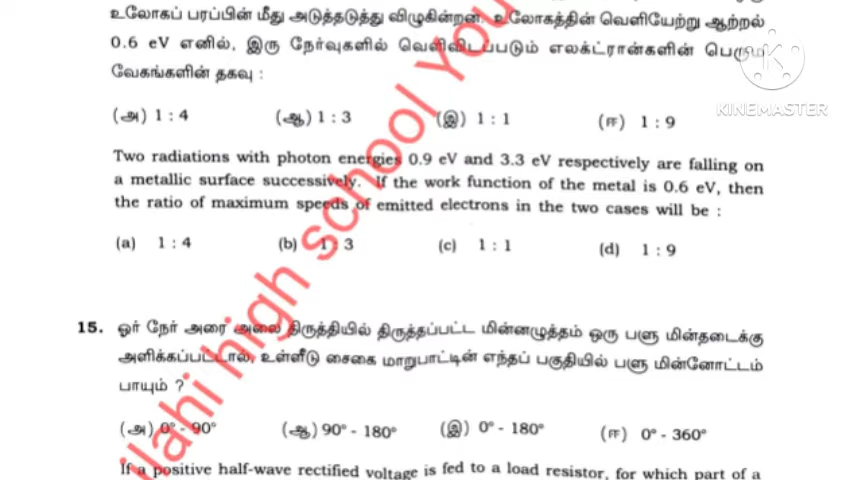 உலோகப் பரப்பின் மீது அடுத்தடுத்து விழுகின்றன. உலோகத்தின் வெளியேற்று ஆற்றல்
0.6 eV எனில், இரு நேர்வுகளில் வெளிவிடப்படும் எலக்ட்ரான்களின் பெரும
வேகங்களின் தகவு :
KINEMASTER
(அ) 1 : 4 (ஆ) 1 : 3 (இ) 1 : 1 (ஈ) 1 : 9
Two radiations with photon energies 0.9 eV and 3.3 eV respectively are falling on
a metallic surface successively. If the work function of the metal is 0.6 eV, then
the ratio of maximum speeds of emitted electrons in the two cases will be :
(a) 1 : 4 (b) 1 : 3 (c) 1 : 1 (d) 1 : 9
15. ஓர் நேர் அரை அலை திருத்தியில் திருத்தப்பட்ட மின்னழுத்தம் ஒரு பளு மின்தடைக்கு
அளிக்கப்பட்டால், உள்ளீடு சைகை மாறுபாட்டின் எந்தப் பகுதியில் பளு மின்னோட்டம்
பாயும் ?
(அ) 0° - 90° (ஆ) 90° - 180° (இ) 0° - 180° (ஈ) 0° - 360°
If a positive half-wave rectified voltage is fed to a load resistor, for which part of a
ilahi high school You